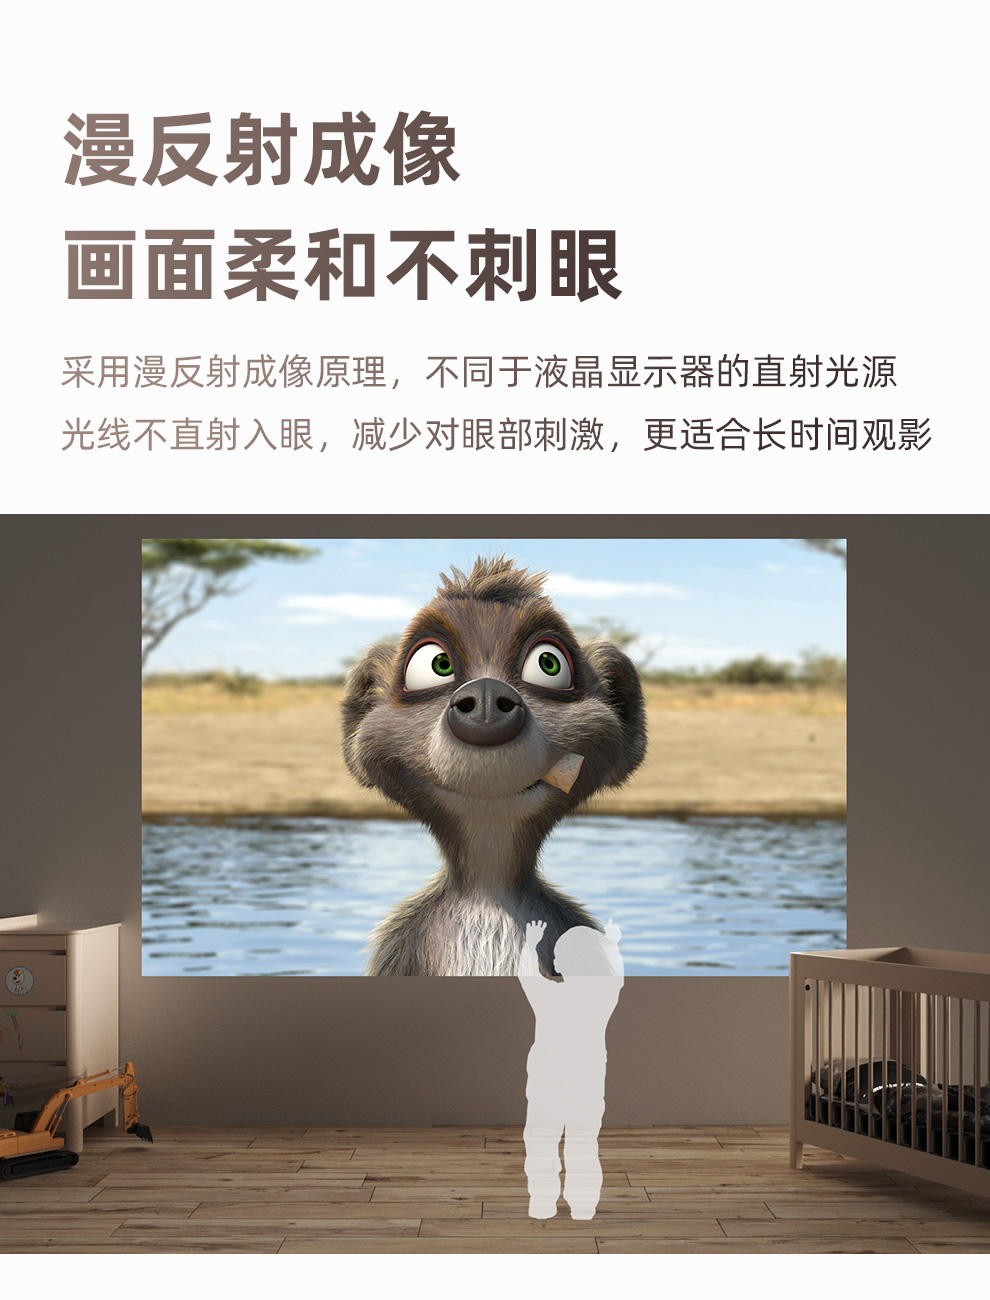 漫反射成像
画面柔和不刺眼
采用漫反射成像原理，不同于液晶显示器的直射光源
光线不直射入眼，减少对眼部刺激，更适合长时间观影